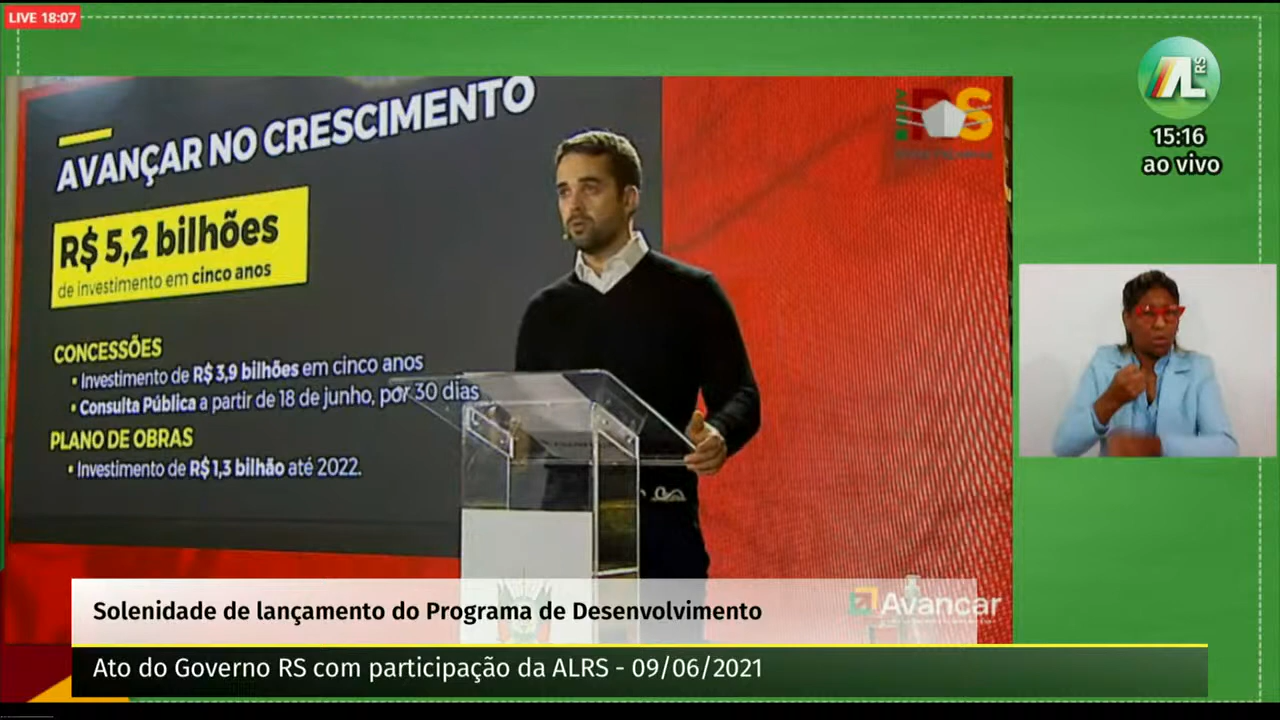 LIVE 18:07
AL
RS
15:16
ao vivo
RS
AVANÇAR NO CRESCIMENTO
R$ 5,2 bilhões
de investimento em cinco anos
CONCESSÕES
• Investimento de R$ 3,9 bilhões em cinco anos
• Consulta Pública a partir de 18 de junho, por 30 dias
PLANO DE OBRAS
• Investimento de R$ 1,3 bilhão até 2022.
Avançar
Solenidade de lançamento do Programa de Desenvolvimento
Ato do Governo RS com participação da ALRS - 09/06/2021